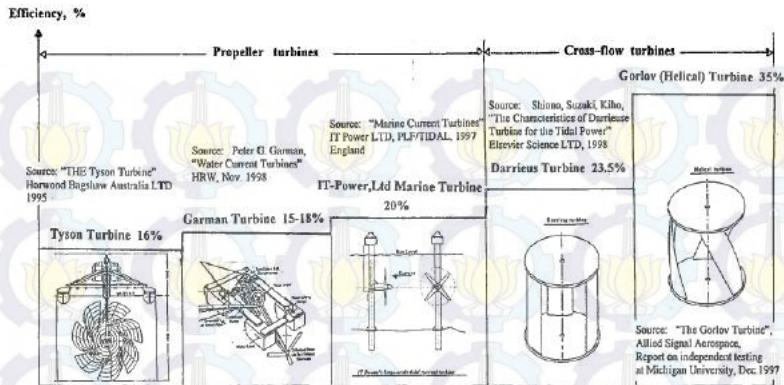 Efficiency, %
Propeller turbines
Cross-flow turbines
Gorlov (Helical) Turbine 35%
Source: Shiono, Suzuki, Kiho,
"The Characteristics of Darrieus
Turbine for the Tidal Power"
Elsevier Science LTD, 1998
Darrieus Turbine 23.5%
Source: "Marine Current Turbines"
IT Power LTD, PLF/TIDAL, 1997
England
IT-Power,Ltd Marine Turbine
20%
Source: Peter G. Garman,
"Water Current Turbines"
HRW, Nov. 1998
Garman Turbine 15-18%
Source: "THE Tyson Turbine"
Horwood Bagshaw Australia LTD
1995
Tyson Turbine 16%
Helical turbine
Source: "The Gorlov Turbine",
Allied Signal Aerospace,
Report on independent testing
at Michigan University, Dec.1997